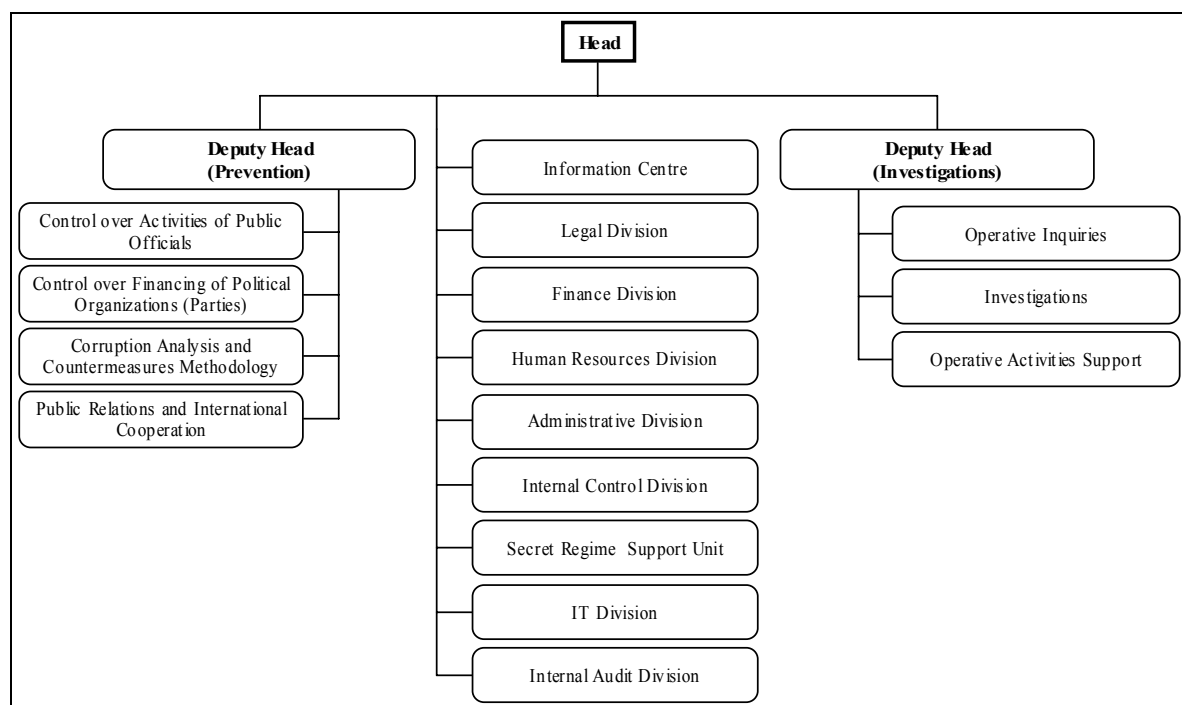 Head
Deputy Head
(Prevention)
Control over Activities of Public
Officials
Control over Financing of Political
Organizations (Parties)
Corruption Analysis and
Countermeasures Methodology
Public Relations and International
Cooperation
Information Centre
Legal Division
Finance Division
Human Resources Division
Administrative Division
Internal Control Division
Secret Regime Support Unit
IT Division
Internal Audit Division
Deputy Head
(Investigations)
Operative Inquiries
Investigations
Operative Activities Support